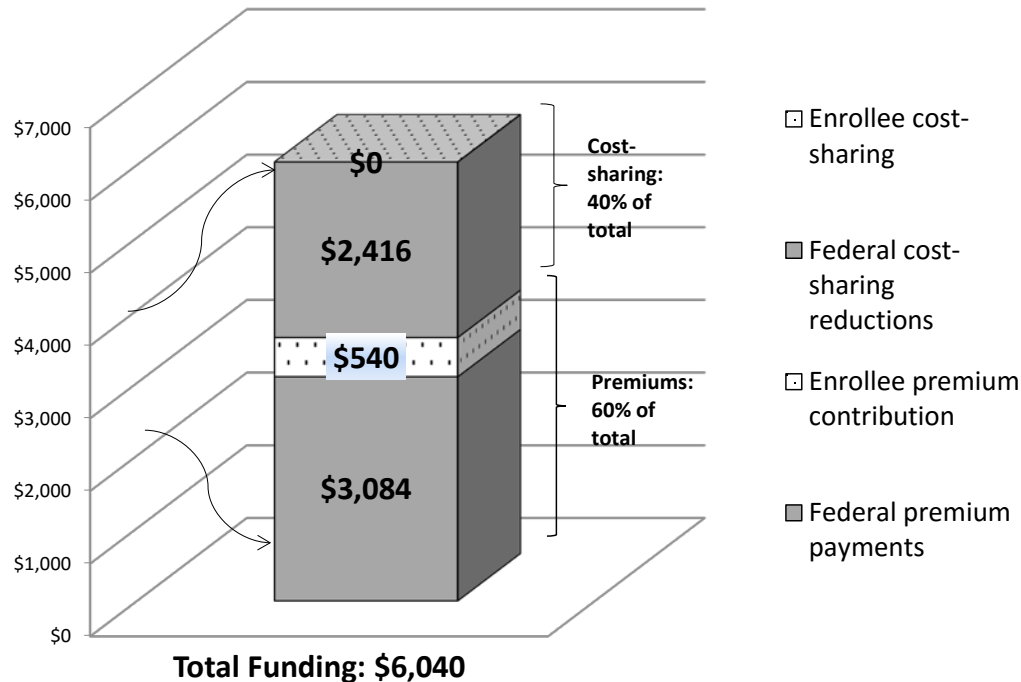 $7,000
$6,000
$5,000
$4,000
$3,000
$2,000
$1,000
$0
$0
$2,416
$540
$3,084
Cost-
sharing:
40% of
total
Premiums:
60% of
total
Enrollee cost-
sharing
Federal cost-
sharing
reductions
Enrollee premium
contribution
Federal premium
payments
Total Funding: $6,040